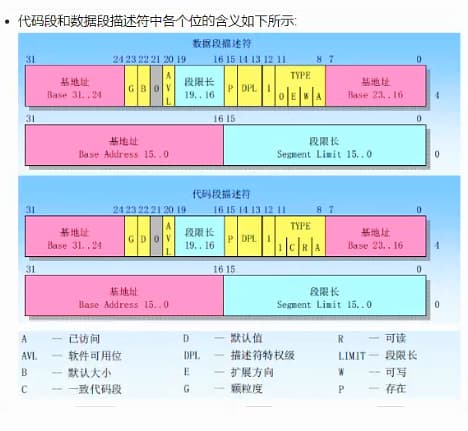 • 代码段和数据段描述符中各个位的含义如下所示:
数据段描述符
31 24 23 22 21 20 19 16 15 14 13 12 11 8 7 0
基地址 Base 31..24 G B 0 AVL 段限长 19..16 P DPL 1 TYPE 0 E W A 基地址 Base 23..16 4
31 16 15 0
基地址 Base Address 15..0 段限长 Segment Limit 15..0 0
代码段描述符
31 24 23 22 21 20 19 16 15 14 13 12 11 8 7 0
基地址 Base 31..24 G D 0 AVL 段限长 19..16 P DPL 1 TYPE 1 C R A 基地址 Base 23..16 4
31 16 15 0
基地址 Base Address 15..0 段限长 Segment Limit 15..0 0
A — 已访问 D — 默认值 R — 可读
AVL — 软件可用位 DPL — 描述符特权级 LIMIT — 段限长
B — 默认大小 E — 扩展方向 W — 可写
C — 一致代码段 G — 颗粒度 P — 存在